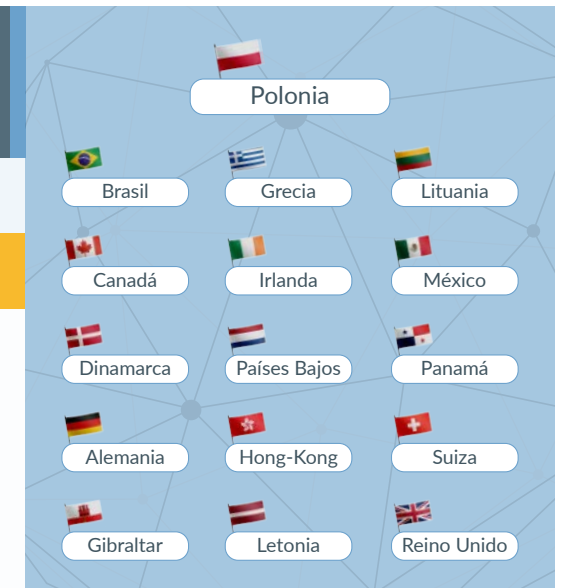 Polonia
Brasil
Grecia
Lituania
Canadá
Irlanda
México
Dinamarca
Países Bajos
Panamá
Alemania
Hong-Kong
Suiza
Gibraltar
Letonia
Reino Unido